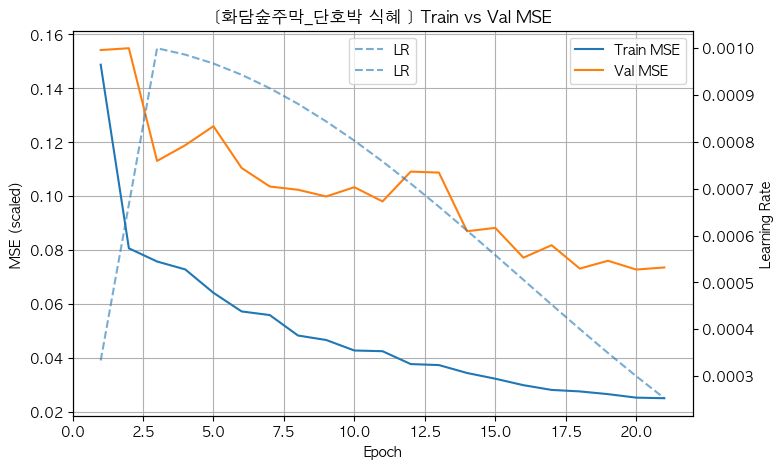 [화담숲주막_단호박 식혜 ] Train vs Val MSE
MSE (scaled)
0.16
0.14
0.12
0.10
0.08
0.06
0.04
0.02
LR
LR
Train MSE
Val MSE
0.0010
0.0009
0.0008
0.0007
0.0006
0.0005
0.0004
0.0003
Learning Rate
0.0 2.5 5.0 7.5 10.0 12.5 15.0 17.5 20.0
Epoch